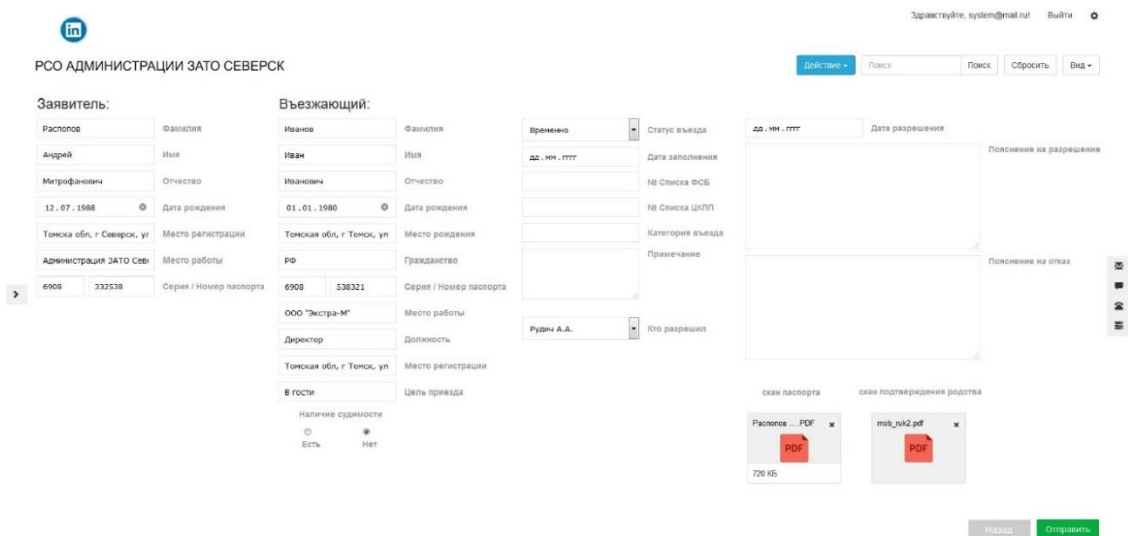 Здравствуйте, system@mail.ru!
Выйти
in
РСО АДМИНИСТРАЦИИ ЗАТО СЕВЕРСК
Действие
Поиск
Поиск
Сбросить
Вид
Заявитель:
Распопов
Фамилия
Андрей
Имя
Митрофанович
Отчество
12.07.1988
Дата рождения
Томска обл, г Северск, ул
Место регистрации
Администрация ЗАТО Севе
Место работы
6908 332538
Серия / Номер паспорта
Въезжающий:
Иванов
Фамилия
Иван
Имя
Иванович
Отчество
01.01.1980
Дата рождения
Томская обл, г Томск, ул
Место рождения
РФ
Гражданство
6908 538321
Серия / Номер паспорта
ООО "Экстра-М"
Место работы
Директор
Должность
Томская обл, г Томск, ул
Место регистрации
В гости
Цель приезда
Наличие судимости
Есть
Нет
Временно
Статус въезда
дд.мм.гггг
Дата заполнения
№ Списка ФСБ
№ Списка ЦКПП
Категория въезда
Примечание
Рудич А.А.
Кто разрешил
дд.мм.гггг
Дата разрешения
Пояснение на разрешение
Пояснение на отказ
скан паспорта
скан подтверждения родства
Распопов ....PDF
PDF
720 КБ
mob_ruk2.pdf
PDF
Назад
Отправить